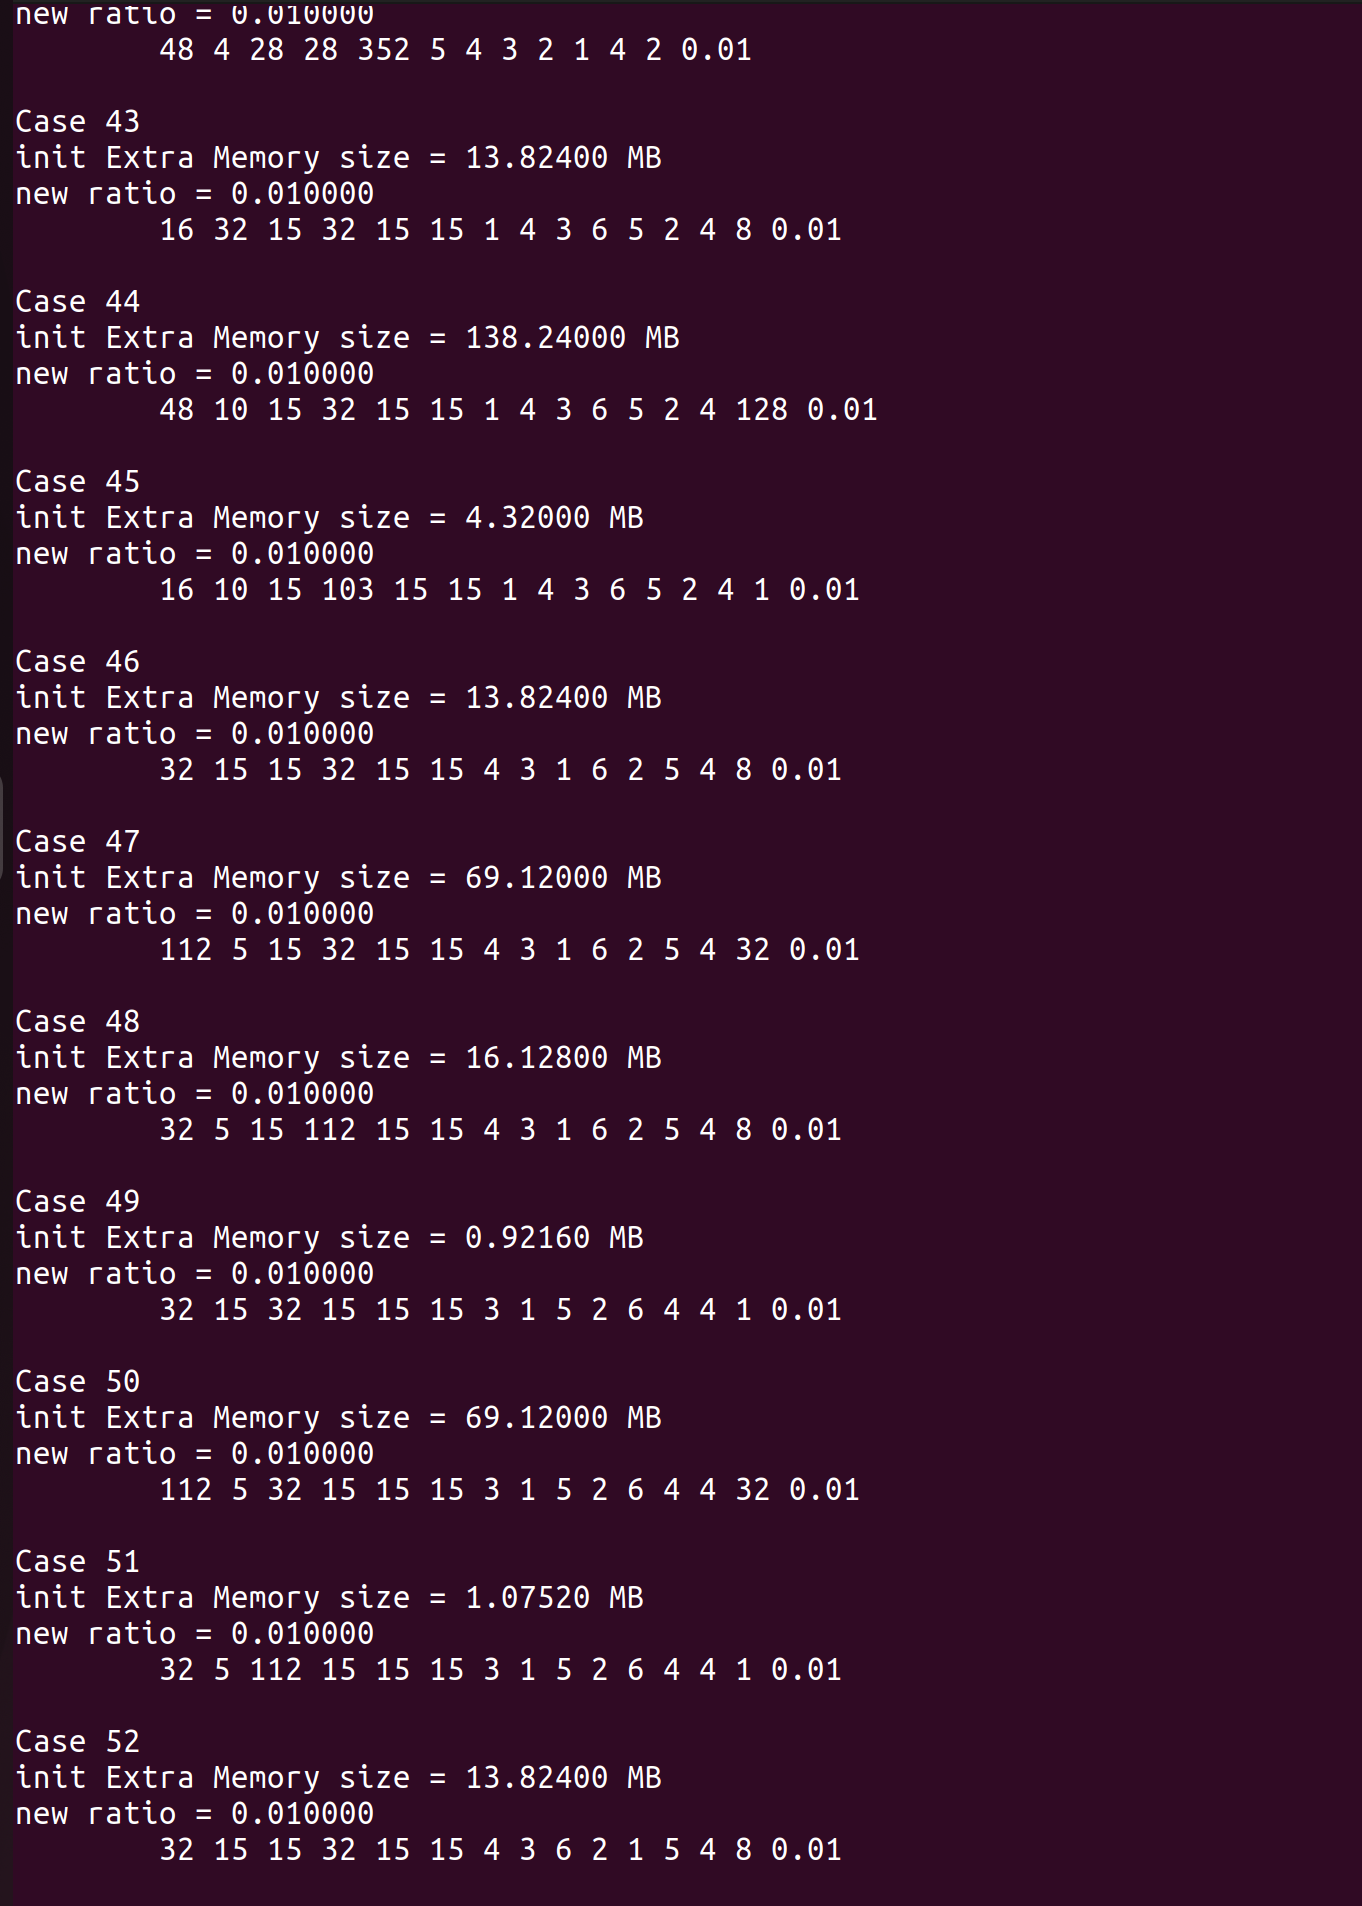 new ratio = 0.010000
48 4 28 28 352 5 4 3 2 1 4 2 0.01
Case 43
init Extra Memory size = 13.82400 MB
new ratio = 0.010000
16 32 15 32 15 15 1 4 3 6 5 2 4 8 0.01
Case 44
init Extra Memory size = 138.24000 MB
new ratio = 0.010000
48 10 15 32 15 15 1 4 3 6 5 2 4 128 0.01
Case 45
init Extra Memory size = 4.32000 MB
new ratio = 0.010000
16 10 15 103 15 15 1 4 3 6 5 2 4 1 0.01
Case 46
init Extra Memory size = 13.82400 MB
new ratio = 0.010000
32 15 15 32 15 15 4 3 1 6 2 5 4 8 0.01
Case 47
init Extra Memory size = 69.12000 MB
new ratio = 0.010000
112 5 15 32 15 15 4 3 1 6 2 5 4 32 0.01
Case 48
init Extra Memory size = 16.12800 MB
new ratio = 0.010000
32 5 15 112 15 15 4 3 1 6 2 5 4 8 0.01
Case 49
init Extra Memory size = 0.92160 MB
new ratio = 0.010000
32 15 32 15 15 15 3 1 5 2 6 4 4 1 0.01
Case 50
init Extra Memory size = 69.12000 MB
new ratio = 0.010000
112 5 32 15 15 15 3 1 5 2 6 4 4 32 0.01
Case 51
init Extra Memory size = 1.07520 MB
new ratio = 0.010000
32 5 112 15 15 15 3 1 5 2 6 4 4 1 0.01
Case 52
init Extra Memory size = 13.82400 MB
new ratio = 0.010000
32 15 15 32 15 15 4 3 6 2 1 5 4 8 0.01